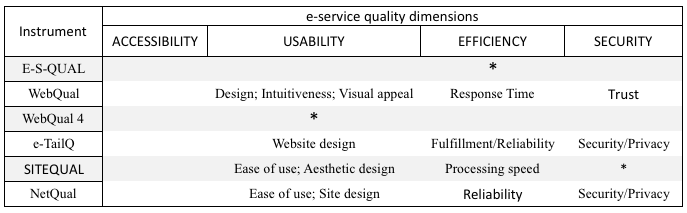 Instrument e-service quality dimensions
ACCESSIBILITY USABILITY EFFICIENCY SECURITY
E-S-QUAL *
WebQual Design; Intuitiveness; Visual appeal Response Time Trust
WebQual 4 *
e-TailQ Website design Fulfillment/Reliability Security/Privacy
SITEQUAL Ease of use; Aesthetic design Processing speed *
NetQual Ease of use; Site design Reliability Security/Privacy